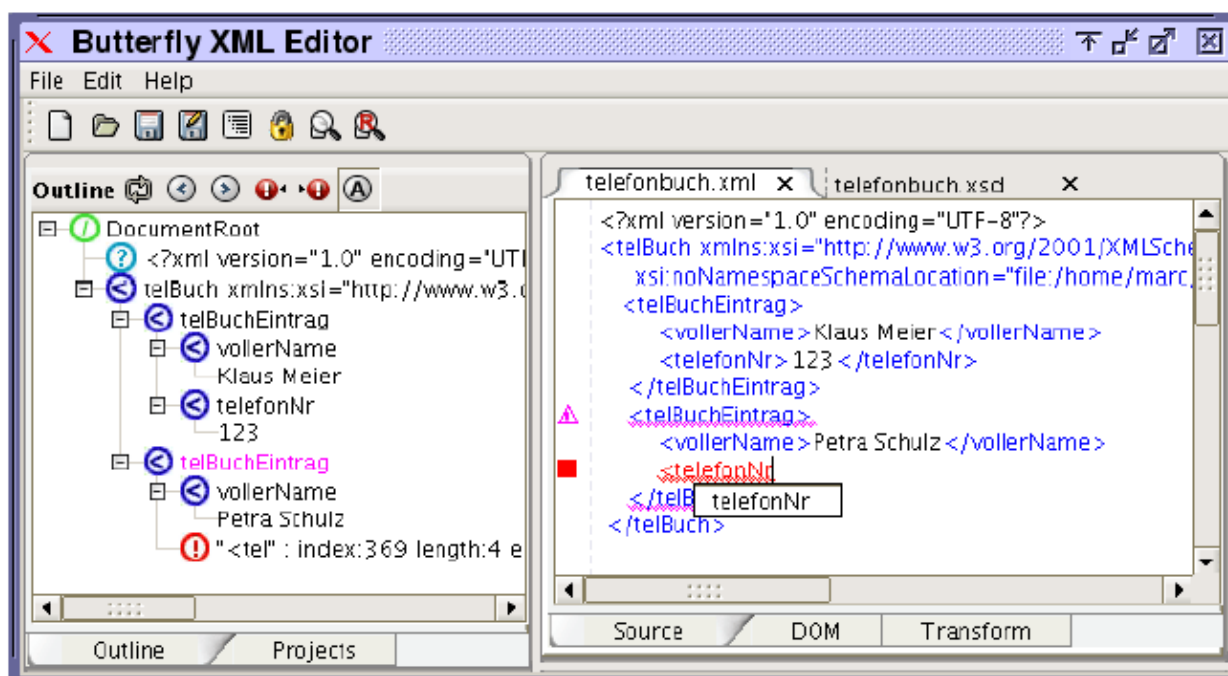 Butterfly XML Editor
File Edit Help
Outline
DocumentRoot
<?xml version="1.0" encoding="UTI
telBuch xmlns:xsi="http://www.w3.o
telBuchEintrag
vollerName
Klaus Meier
telefonNr
123
telBuchEintrag
vollerName
Petra Schulz
"<tel" : index:369 length:4 e
Outline Projects
telefonbuch.xml telefonbuch.xsd
<?xml version="1.0" encoding="UTF-8"?>
<telBuch xmlns:xsi="http://www.w3.org/2001/XMLSche
xsi:noNamespaceSchemaLocation="file:/home/marc/
<telBuchEintrag>
<vollerName>Klaus Meier</vollerName>
<telefonNr>123</telefonNr>
</telBuchEintrag>
<telBuchEintrag>
<vollerName>Petra Schulz</vollerName>
<telefonNr
</telB
telefonNr
</telBuch>
Source DOM Transform